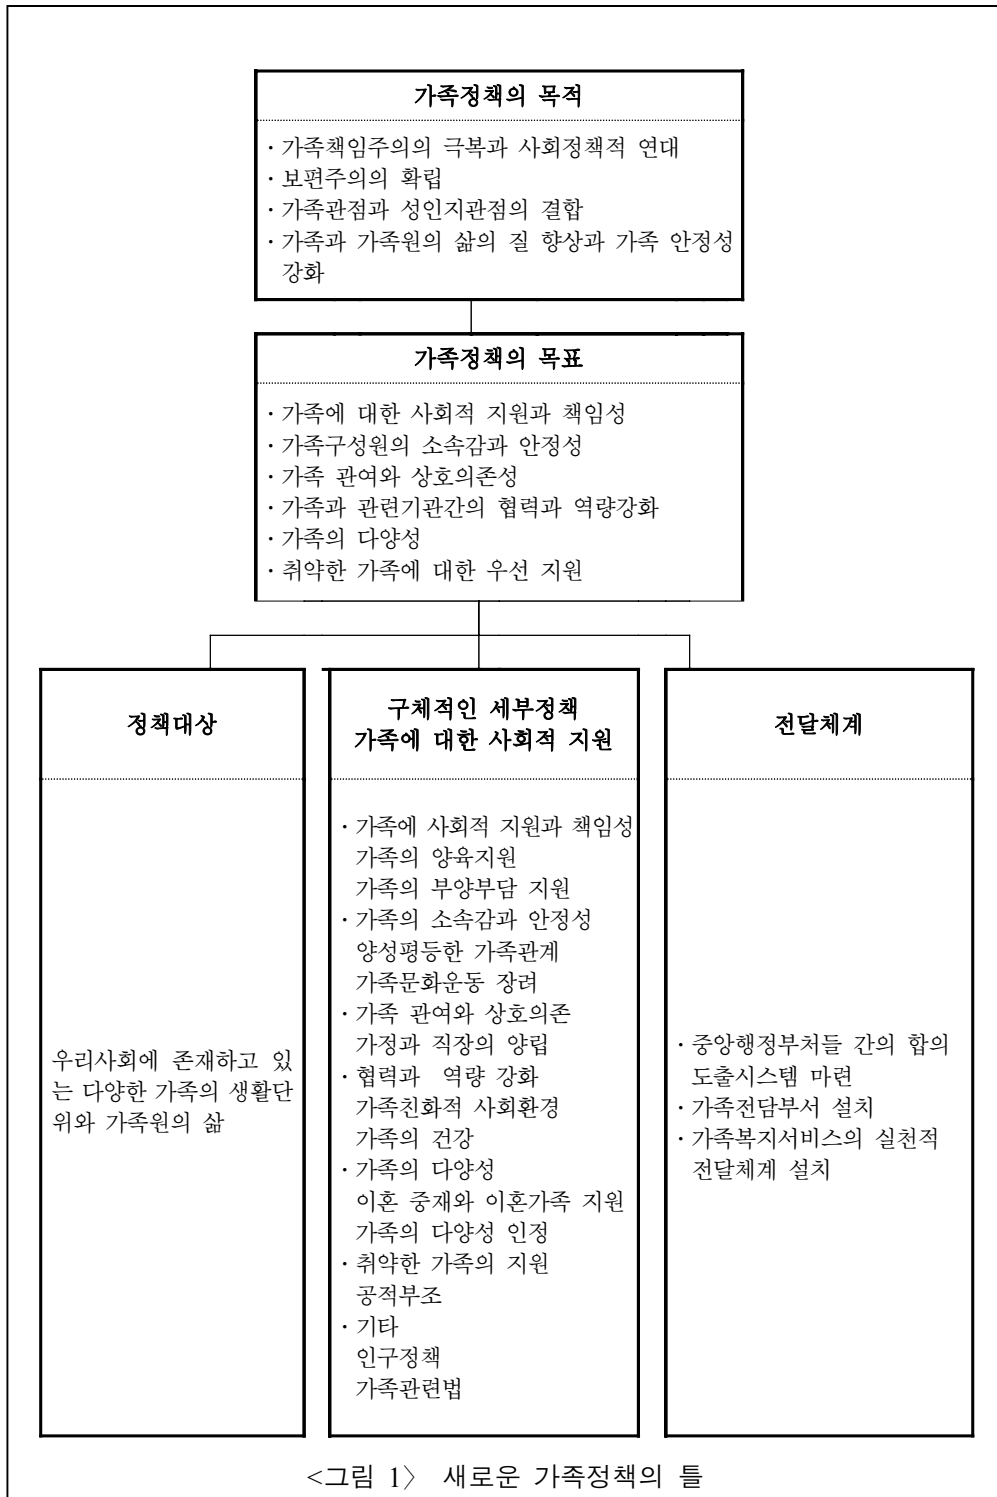 가족정책의 목적
· 가족책임주의의 극복과 사회정책적 연대
· 보편주의의 확립
· 가족관점과 성인지관점의 결합
· 가족과 가족원의 삶의 질 향상과 가족 안정성
강화
가족정책의 목표
· 가족에 대한 사회적 지원과 책임성
· 가족구성원의 소속감과 안정성
· 가족 관여와 상호의존성
· 가족과 관련기관간의 협력과 역량강화
· 가족의 다양성
· 취약한 가족에 대한 우선 지원
정책대상
우리사회에 존재하고 있
는 다양한 가족의 생활단
위와 가족원의 삶
구체적인 세부정책
가족에 대한 사회적 지원
· 가족에 사회적 지원과 책임성
가족의 양육지원
가족의 부양부담 지원
· 가족의 소속감과 안정성
양성평등한 가족관계
가족문화운동 장려
· 가족 관여와 상호의존
가정과 직장의 양립
· 협력과 역량 강화
가족친화적 사회환경
가족의 건강
· 가족의 다양성
이혼 중재와 이혼가족 지원
가족의 다양성 인정
· 취약한 가족의 지원
공적부조
· 기타
인구정책
가족관련법
전달체계
· 중앙행정부처들 간의 합의
도출시스템 마련
· 가족전담부서 설치
· 가족복지서비스의 실천적
전달체계 설치
<그림 1〉 새로운 가족정책의 틀